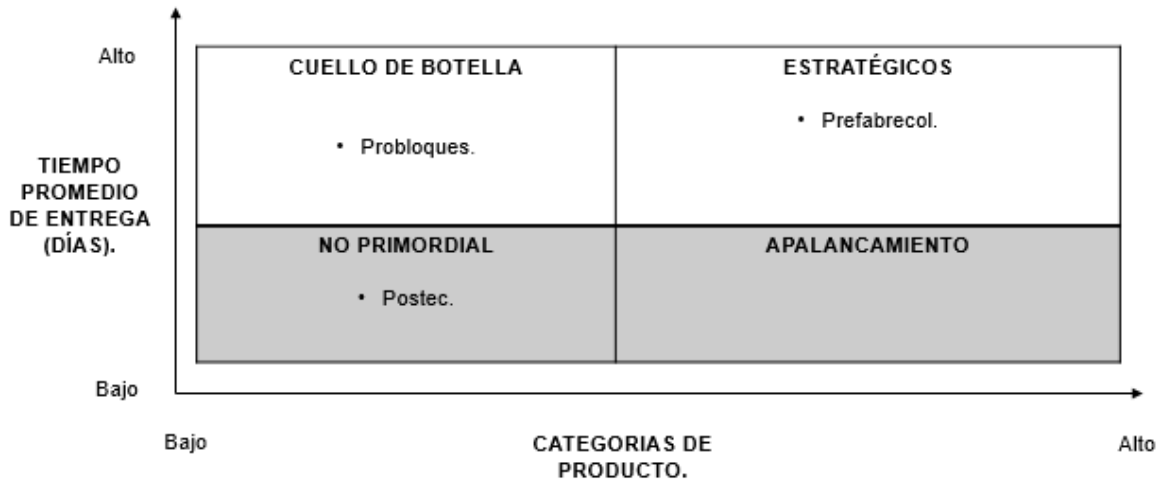 Alto
CUELLO DE BOTELLA
ESTRATÉGICOS
• Probloques.
• Prefabrecol.
TIEMPO
PROMEDIO
DE ENTREGA
(DÍAS).
NO PRIMORDIAL
APALANCAMIENTO
• Postec.
Bajo
Bajo
CATEGORIAS DE
PRODUCTO.
Alto